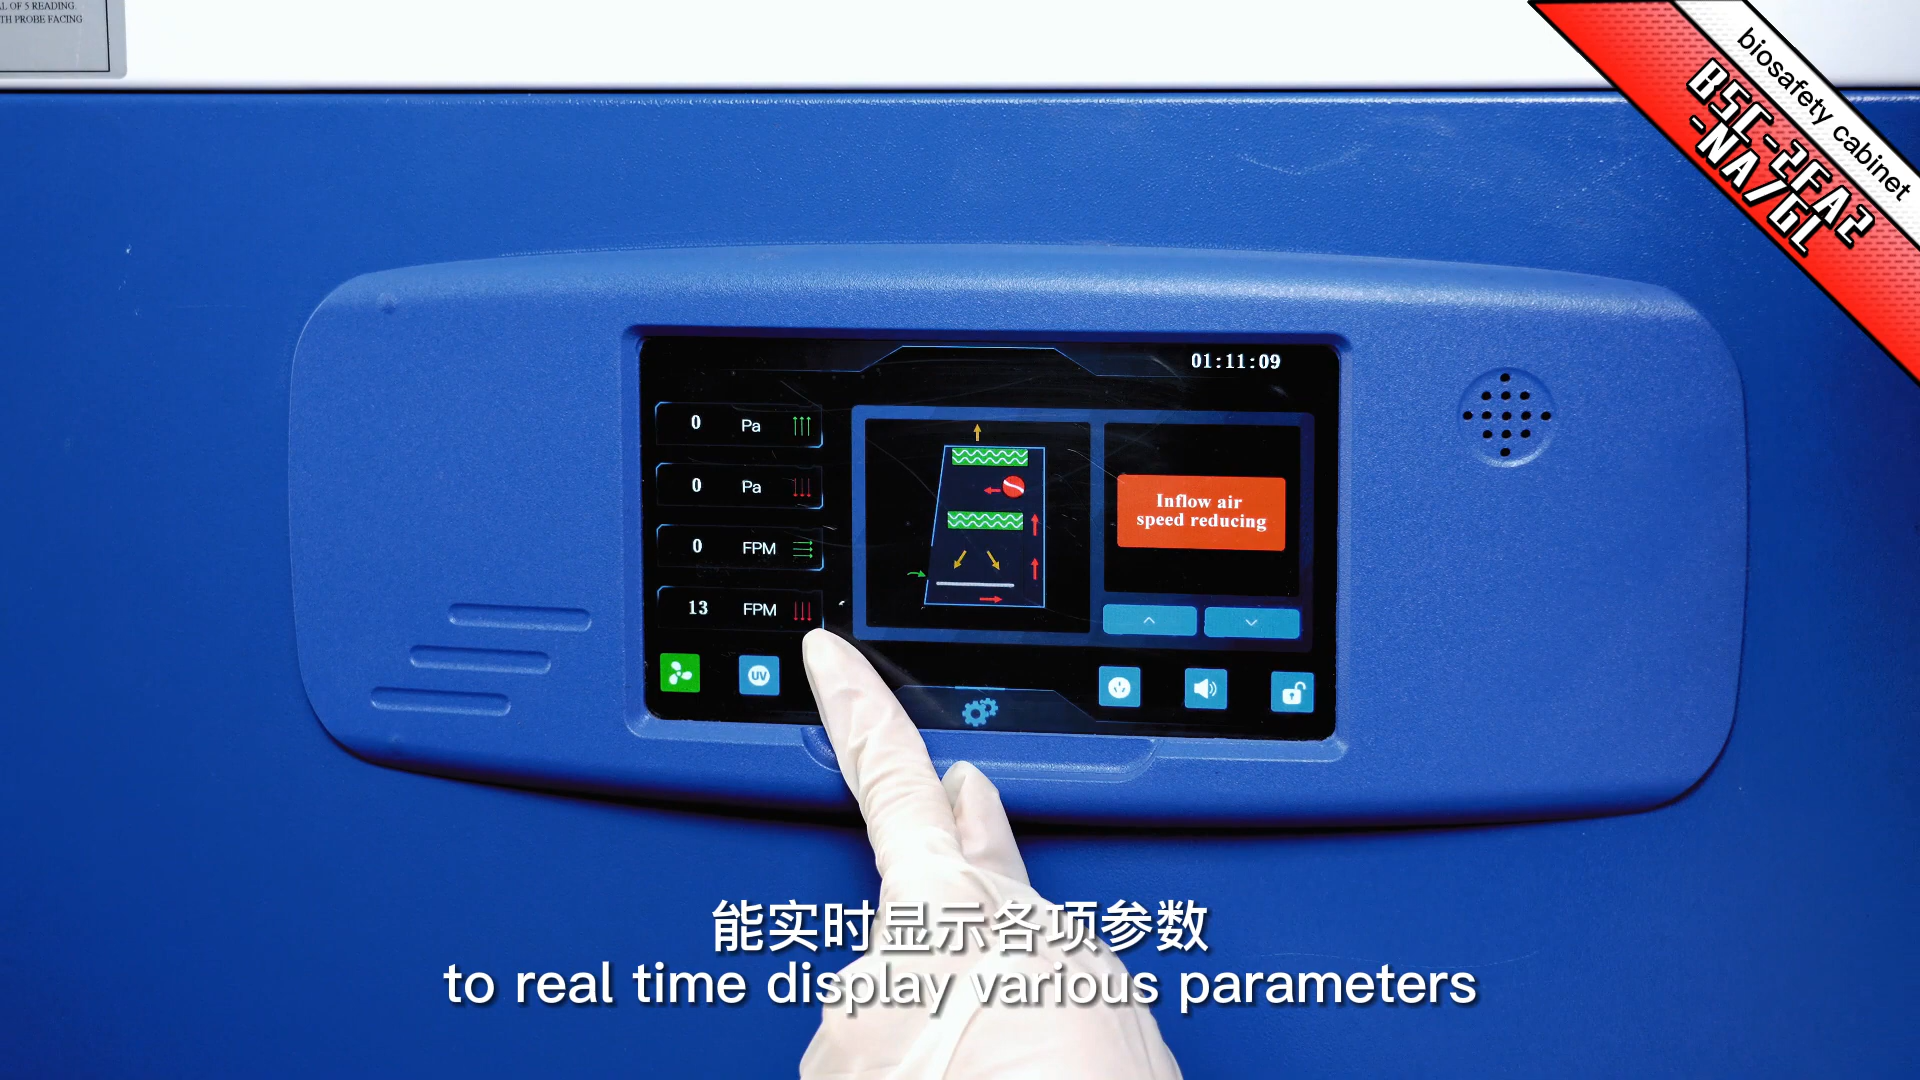 L OF 5 READING.
TH PROBE FACING
biosafety cabinet
BSC-2FA2
-NA/GL
01:11:09
0 Pa
0 Pa
0 FPM
13 FPM
UV
Inflow air
speed reducing
能实时显示各项参数
to real time display various parameters